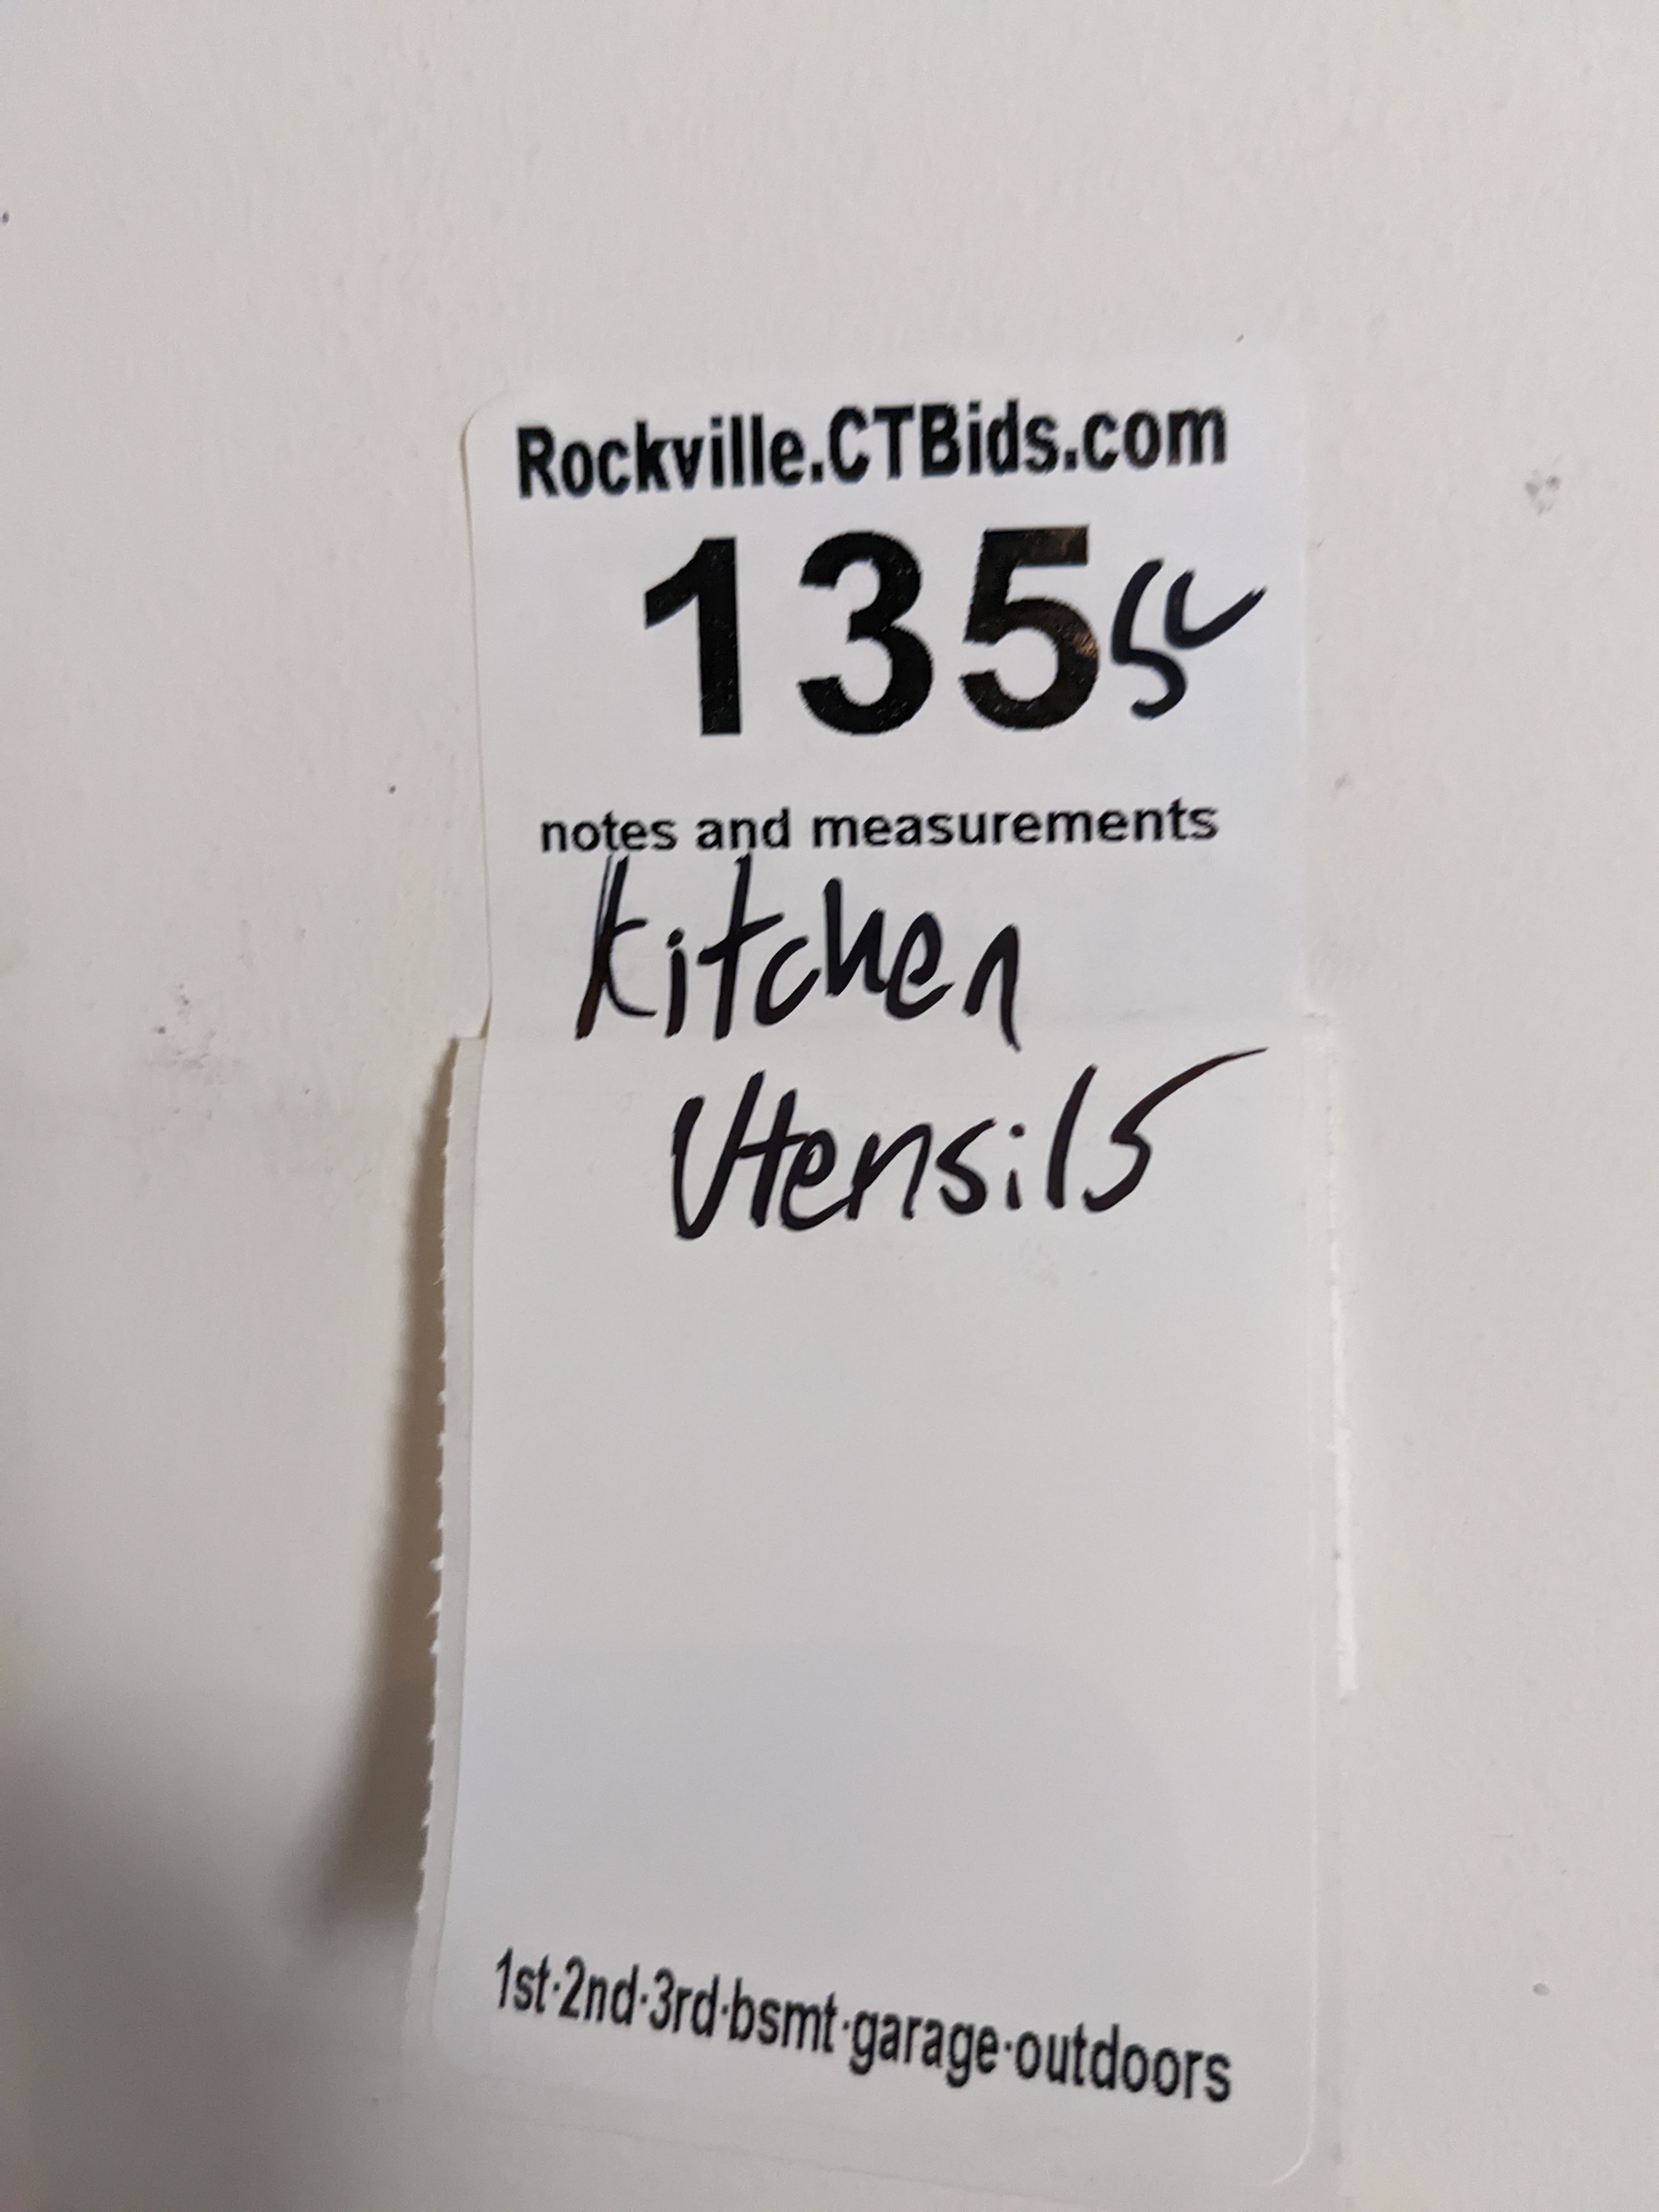 Rockville.CTBids.com
135
notes and measurements
Kitchen
Utensils
1st·2nd·3rd·bsmt·garage·outdoors